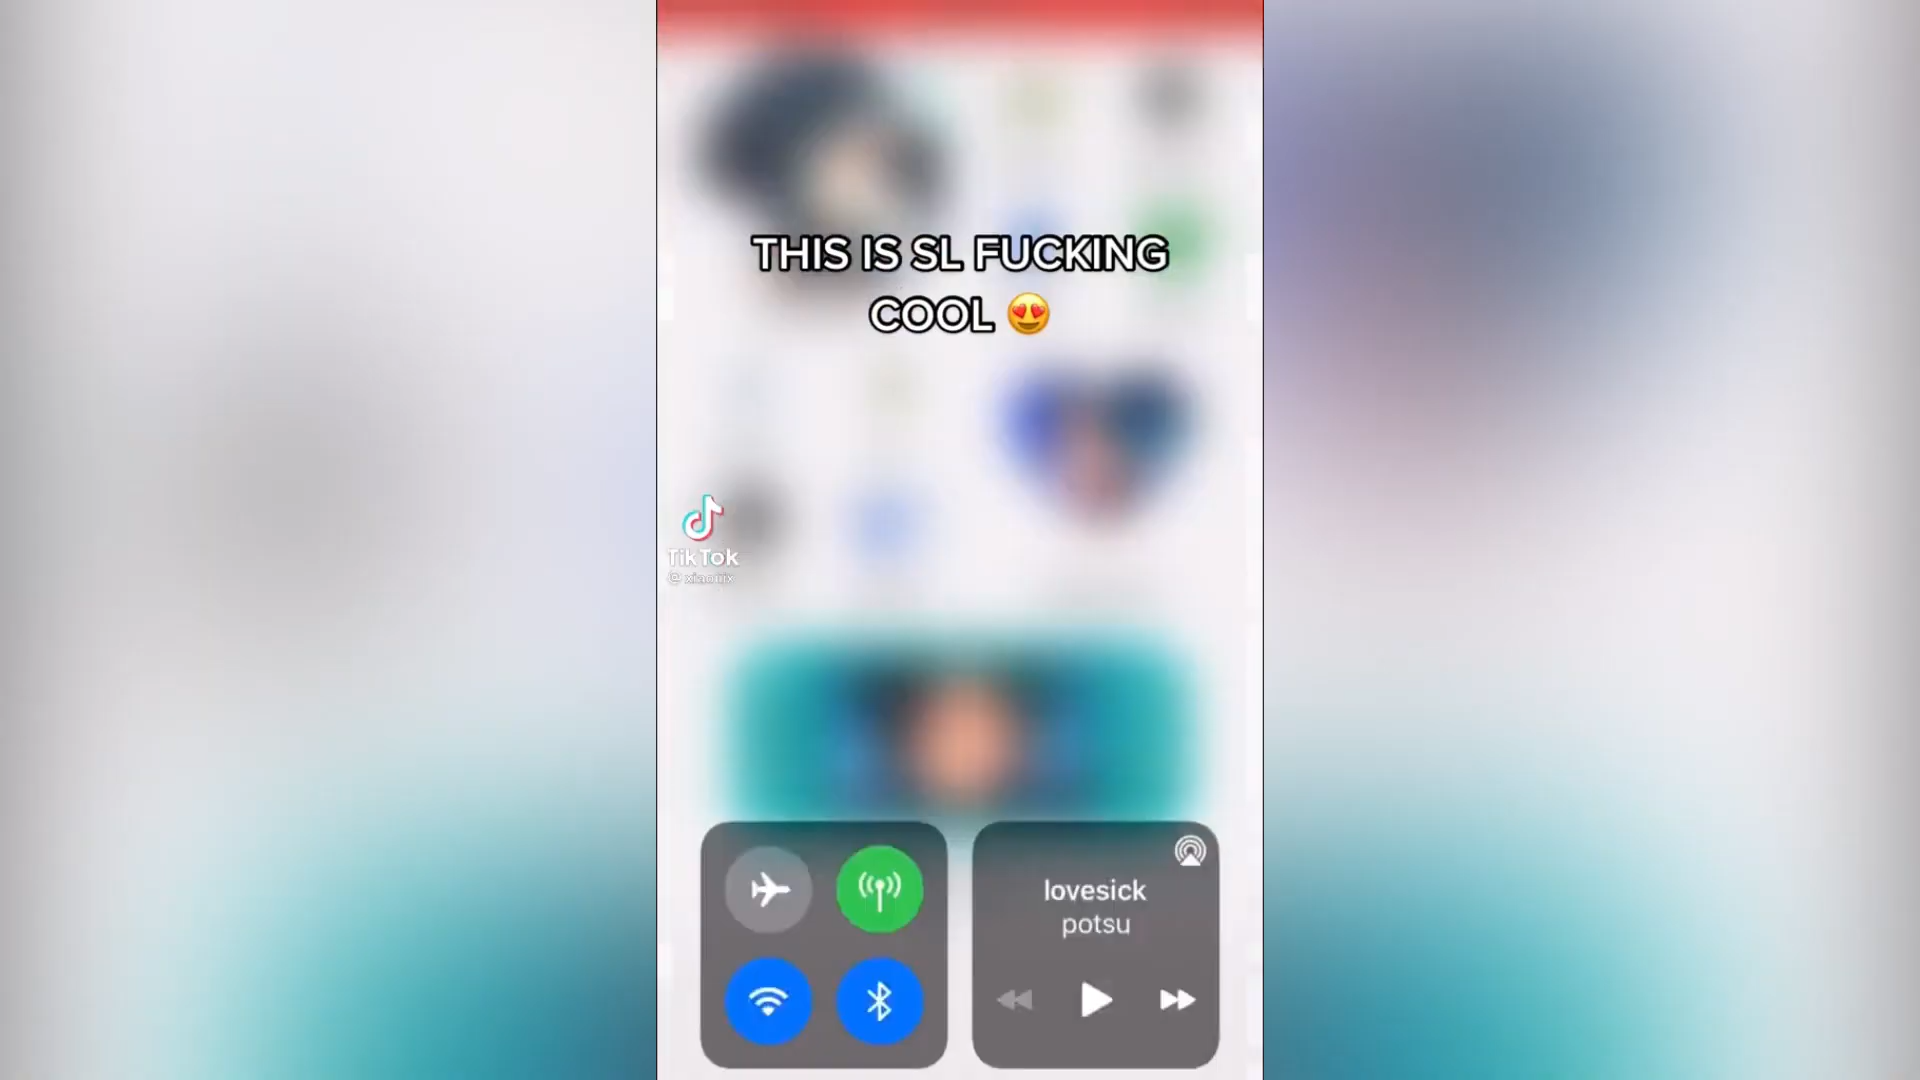 THIS IS SL FUCKING
COOL 😍
TikTok
lovesick
potsu